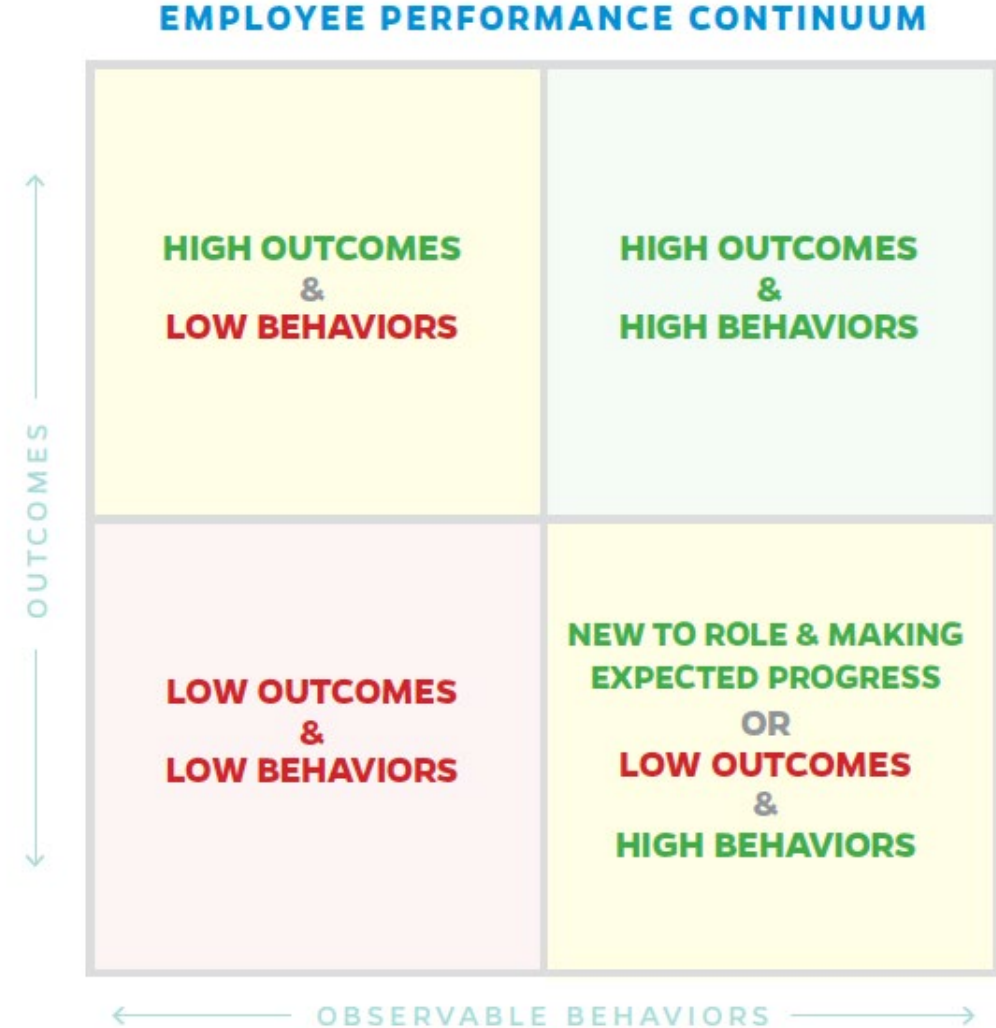 EMPLOYEE PERFORMANCE CONTINUUM
HIGH OUTCOMES
&
LOW BEHAVIORS
HIGH OUTCOMES
&
HIGH BEHAVIORS
OUTCOMES
LOW OUTCOMES
&
LOW BEHAVIORS
NEW TO ROLE & MAKING
EXPECTED PROGRESS
OR
LOW OUTCOMES
&
HIGH BEHAVIORS
OBSERVABLE BEHAVIORS